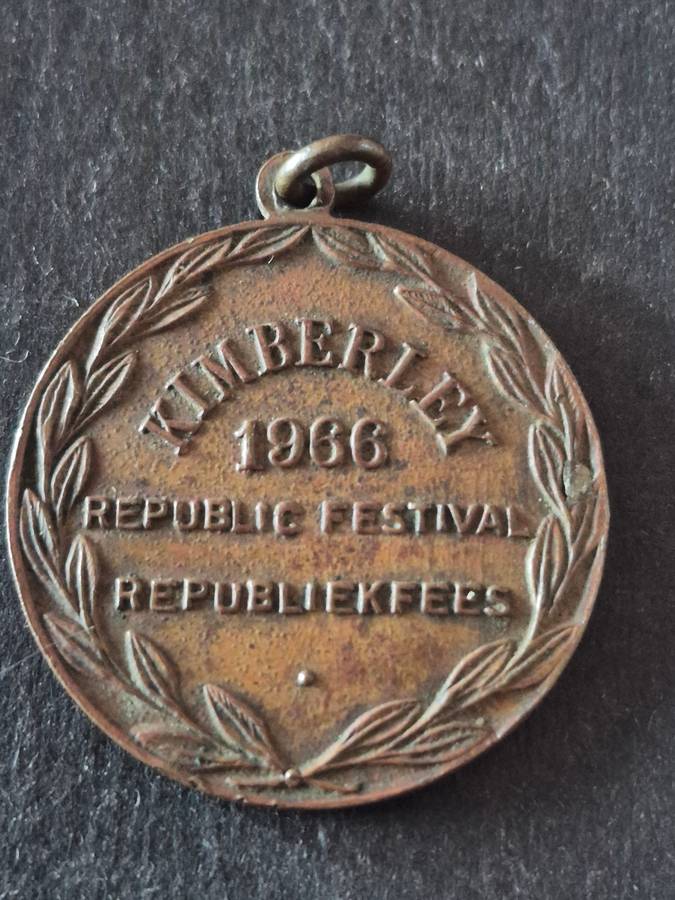 KIMBERLEY
1966
REPUBLIC FESTIVAL
REPUBLIEKFEES